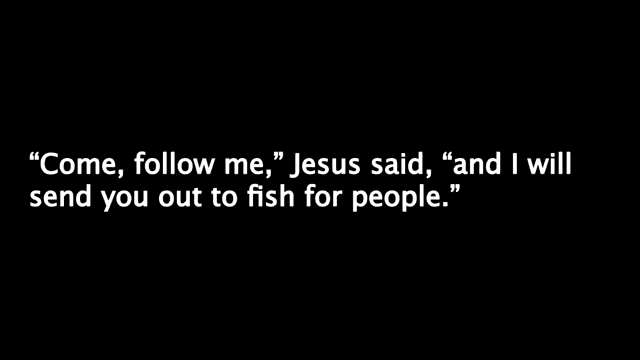 “Come, follow me,” Jesus said, “and I will
send you out to fish for people.”